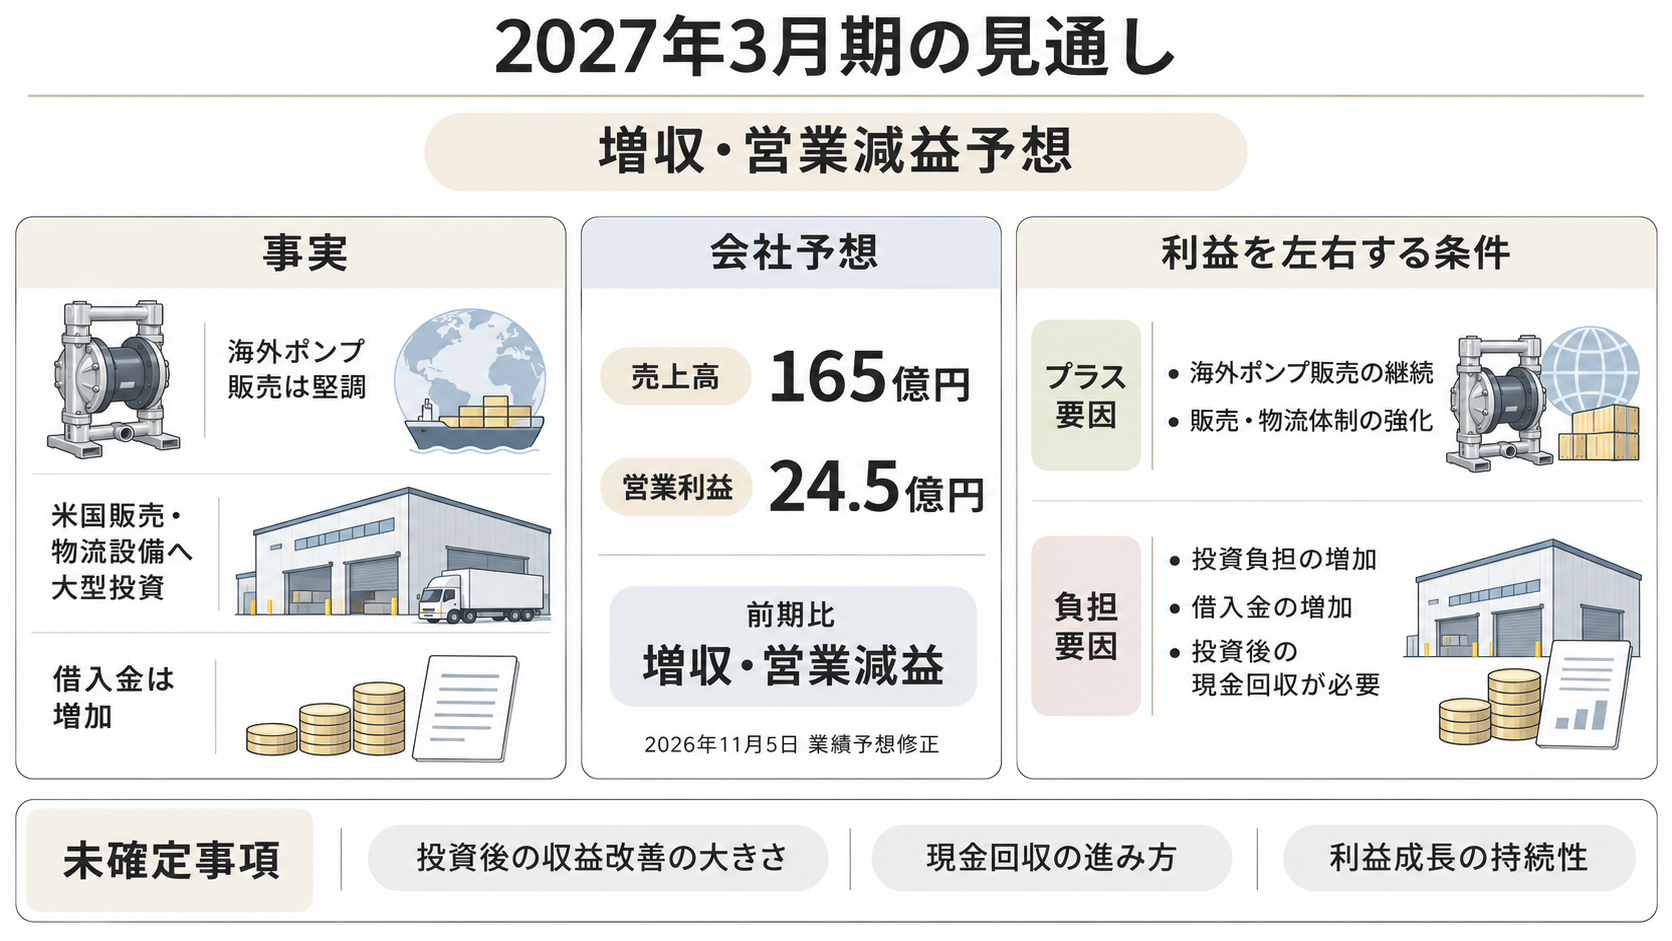 2027年3月期の見通し
増収・営業減益予想
事実
海外ポンプ
販売は堅調
米国販売・
物流設備へ
大型投資
借入金は
増加
会社予想
売上高 165億円
営業利益 24.5億円
前期比
増収・営業減益
2026年11月5日 業績予想修正
利益を左右する条件
プラス
要因
• 海外ポンプ販売の継続
• 販売・物流体制の強化
負担
要因
• 投資負担の増加
• 借入金の増加
• 投資後の
現金回収が必要
未確定事項
投資後の収益改善の大きさ
現金回収の進み方
利益成長の持続性